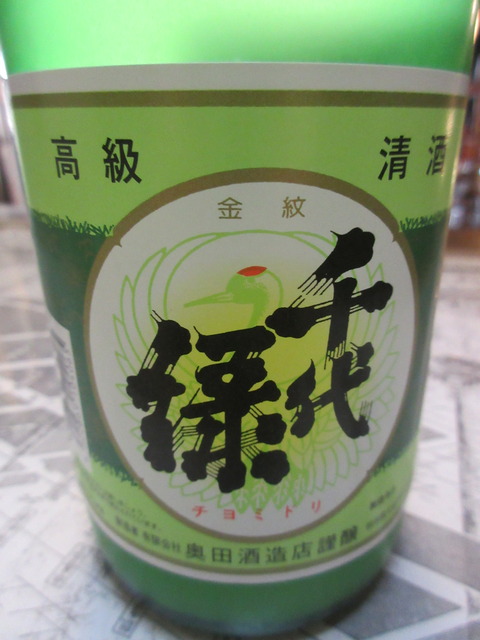 高級
清酒
金紋
千代緑
チヨミトリ
奥田酒造店謹醸